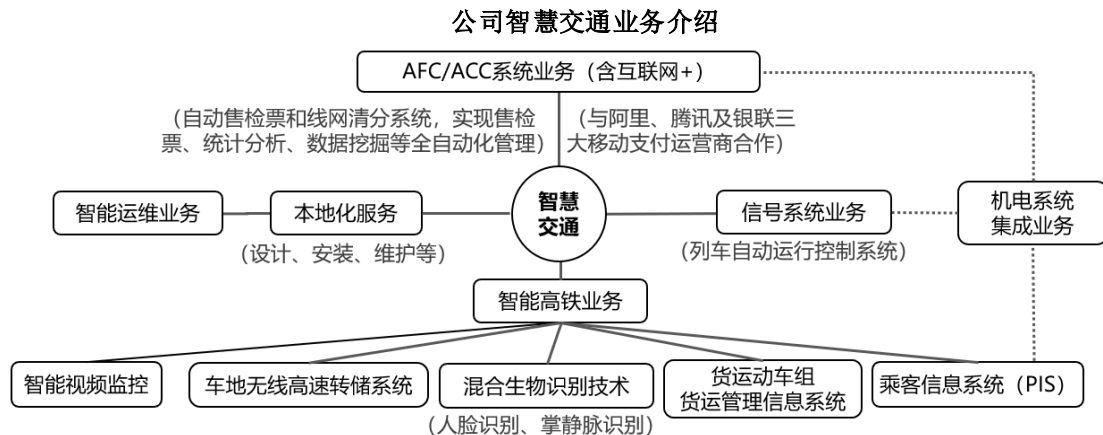 公司智慧交通业务介绍
AFC/ACC系统业务（含互联网+）
（自动售检票和线网清分系统，实现售检
票、统计分析、数据挖掘等全自动化管理）
（与阿里、腾讯及银联三
大移动支付运营商合作）
智能运维业务
本地化服务
（设计、安装、维护等）
智慧
交通
信号系统业务
（列车自动运行控制系统）
机电系统
集成业务
智能高铁业务
智能视频监控
车地无线高速转储系统
混合生物识别技术
（人脸识别、掌静脉识别）
货运动车组
货运管理信息系统
乘客信息系统（PIS）